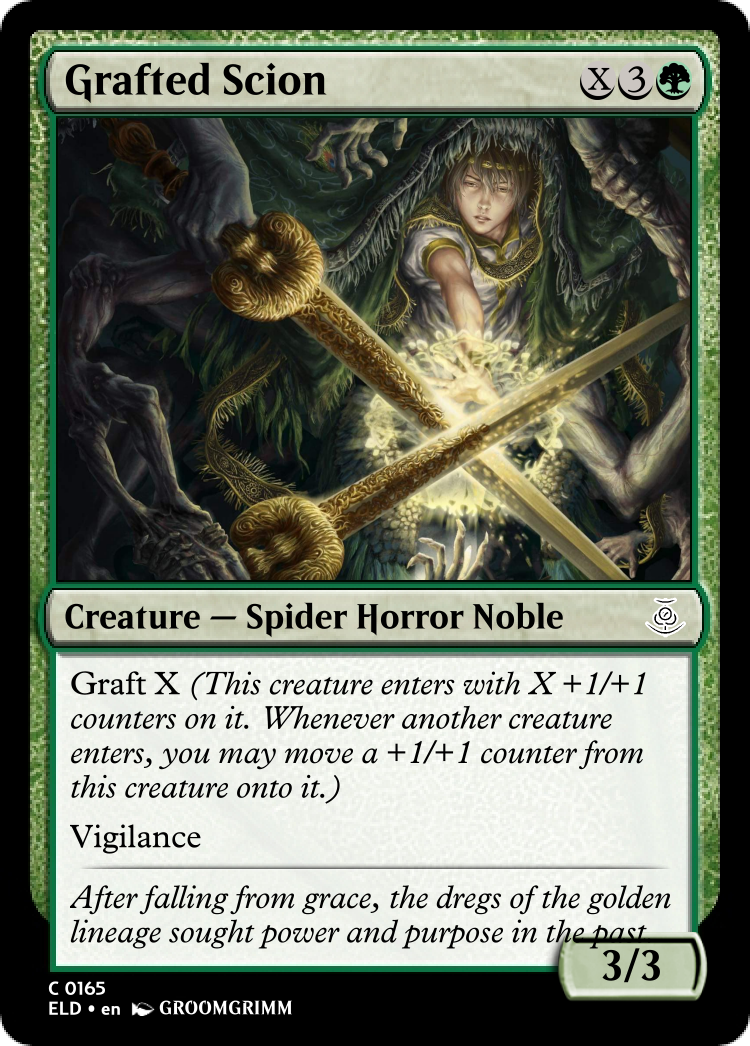 Grafted Scion X 3
Creature — Spider Horror Noble
Graft X (This creature enters with X +1/+1
counters on it. Whenever another creature
enters, you may move a +1/+1 counter from
this creature onto it.)
Vigilance
After falling from grace, the dregs of the golden
lineage sought power and purpose in the past.
3/3
C 0165
ELD • en GROOMGRIMM